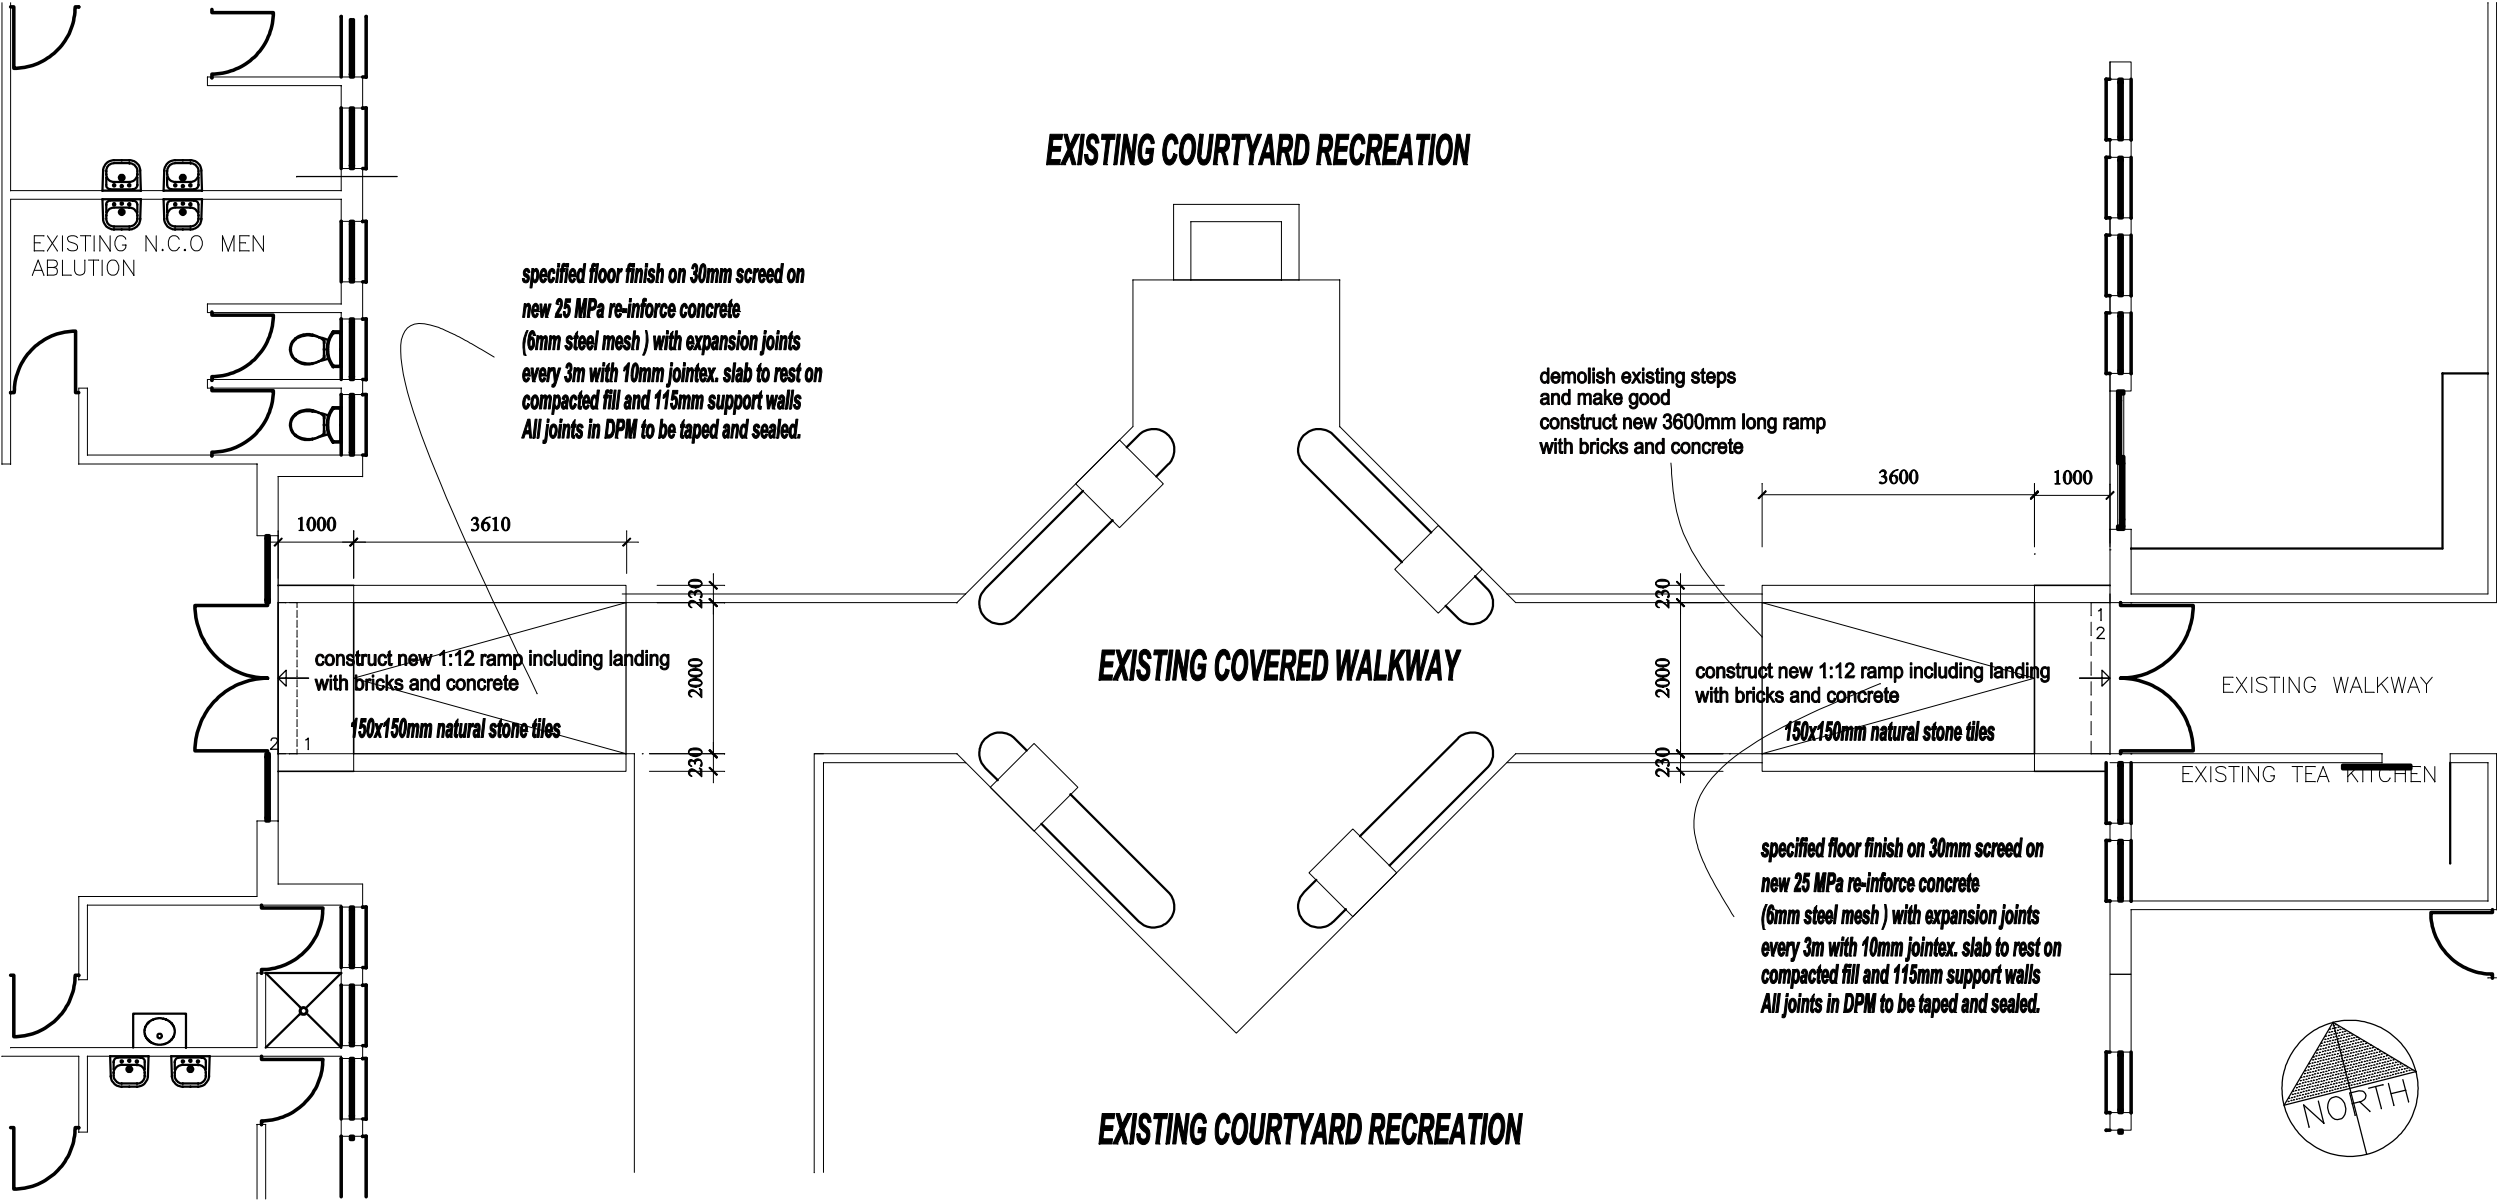 EXISTING COURTYARD RECREATION
EXISTING N.C.O MEN
ABLUTION
specified floor finish on 30mm screed on
new 25 MPa re-inforce concrete
(6mm steel mesh ) with expansion joints
every 3m with 10mm jointex. slab to rest on
compacted fill and 115mm support walls
All joints in DPM to be taped and sealed.
demolish existing steps
and make good
construct new 3600mm long ramp
with bricks and concrete
3600
1000
1000
3610
230
2000
230
construct new 1:12 ramp including landing
with bricks and concrete
150x150mm natural stone tiles
2
1
EXISTING COVERED WALKWAY
230
2000
230
construct new 1:12 ramp including landing
with bricks and concrete
150x150mm natural stone tiles
1
2
EXISTING WALKWAY
EXISTING TEA KITCHEN
specified floor finish on 30mm screed on
new 25 MPa re-inforce concrete
(6mm steel mesh ) with expansion joints
every 3m with 10mm jointex. slab to rest on
compacted fill and 115mm support walls
All joints in DPM to be taped and sealed.
EXISTING COURTYARD RECREATION
NORTH